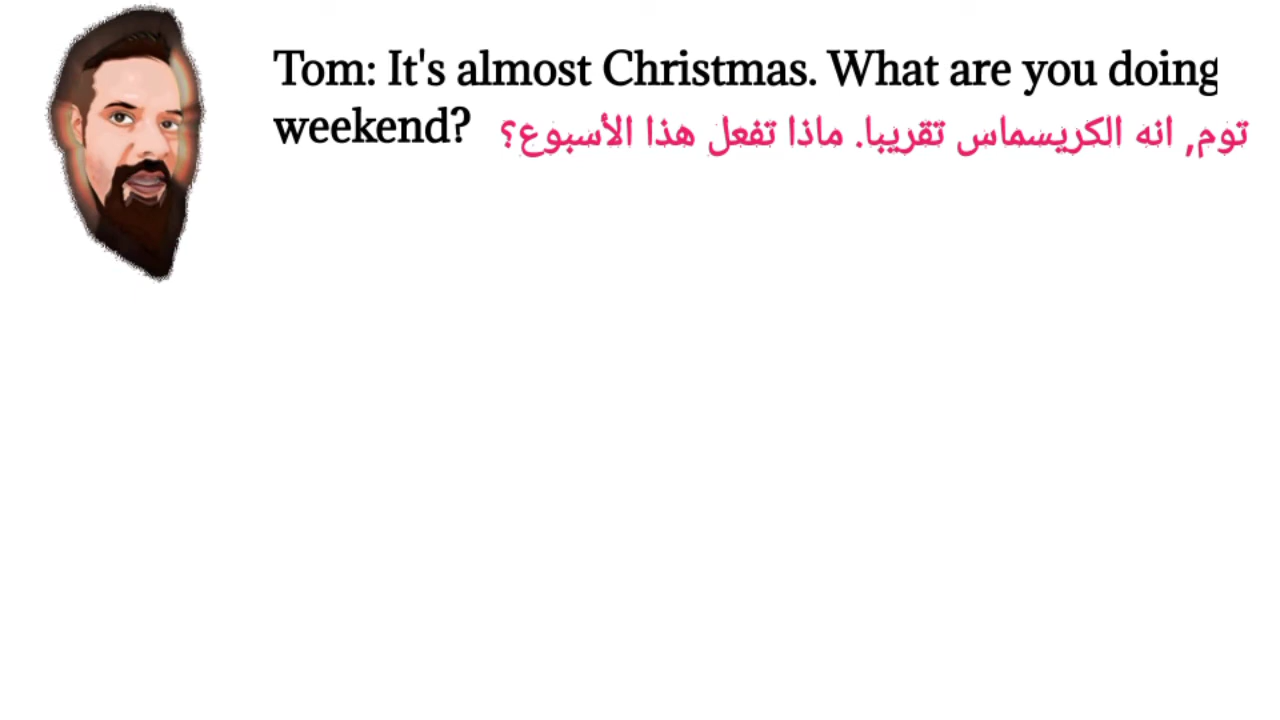 Tom: It's almost Christmas. What are you doing
weekend? توم, انه الكريسماس تقريبا. ماذا تفعل هذا الأسبوع؟